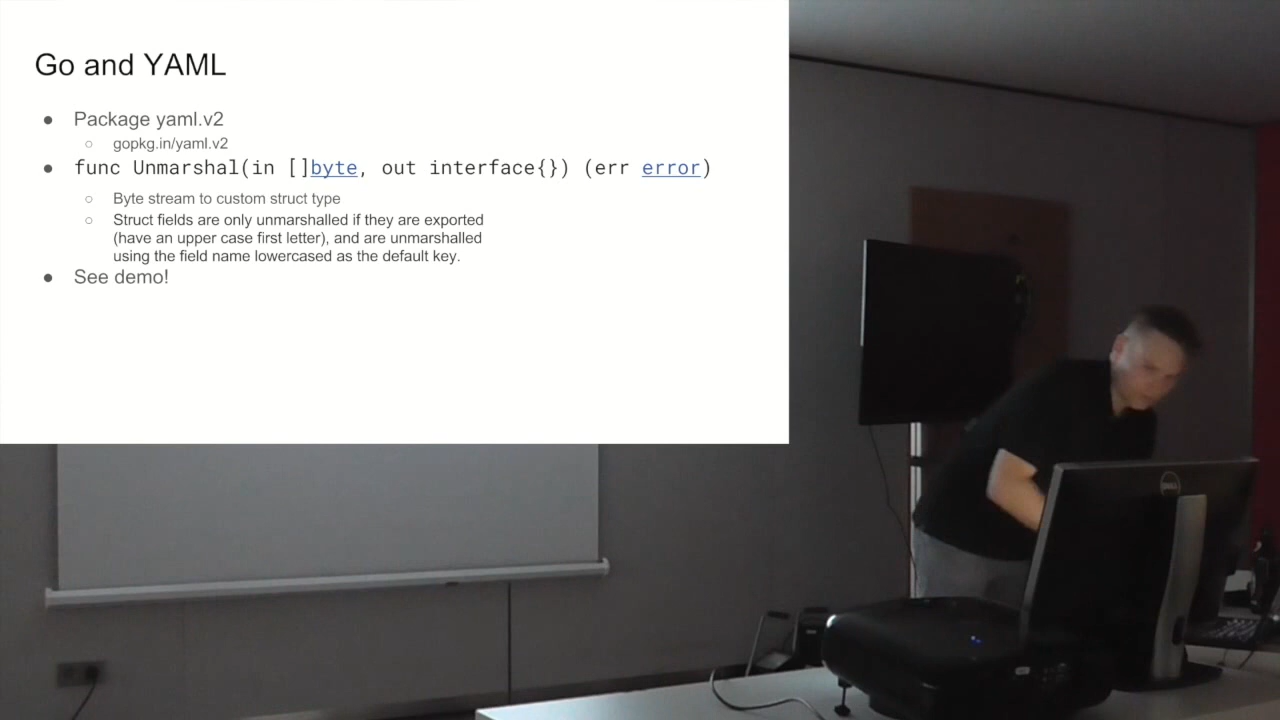 Go and YAML
● Package yaml.v2
○ gopkg.in/yaml.v2
● func Unmarshal(in []byte, out interface{}) (err error)
○ Byte stream to custom struct type
○ Struct fields are only unmarshalled if they are exported
(have an upper case first letter), and are unmarshalled
using the field name lowercased as the default key.
● See demo!
DELL